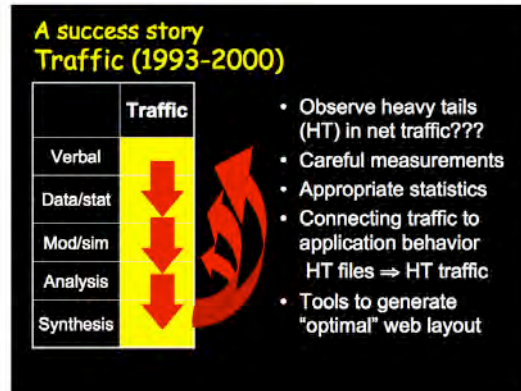 A success story
Traffic (1993-2000)
Traffic
Verbal
Data/stat
Mod/sim
Analysis
Synthesis
• Observe heavy tails
(HT) in net traffic???
• Careful measurements
• Appropriate statistics
• Connecting traffic to
application behavior
HT files ⇒ HT traffic
• Tools to generate
“optimal” web layout